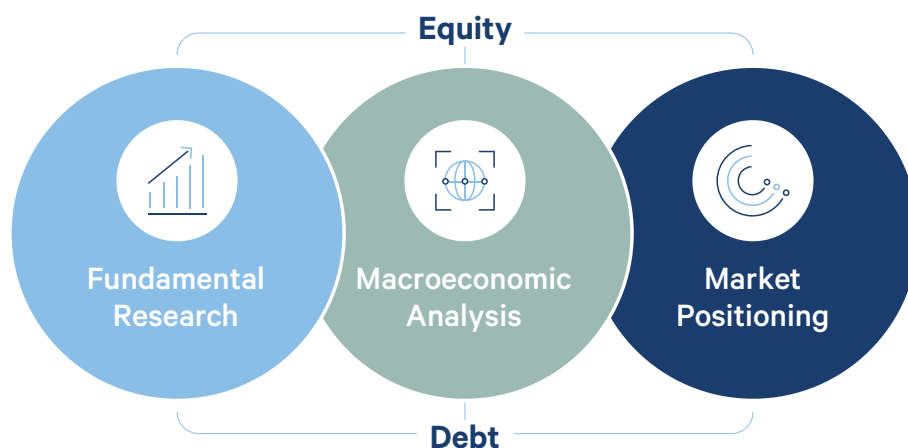 Equity
Fundamental
Research
Macroeconomic
Analysis
Market
Positioning
Debt